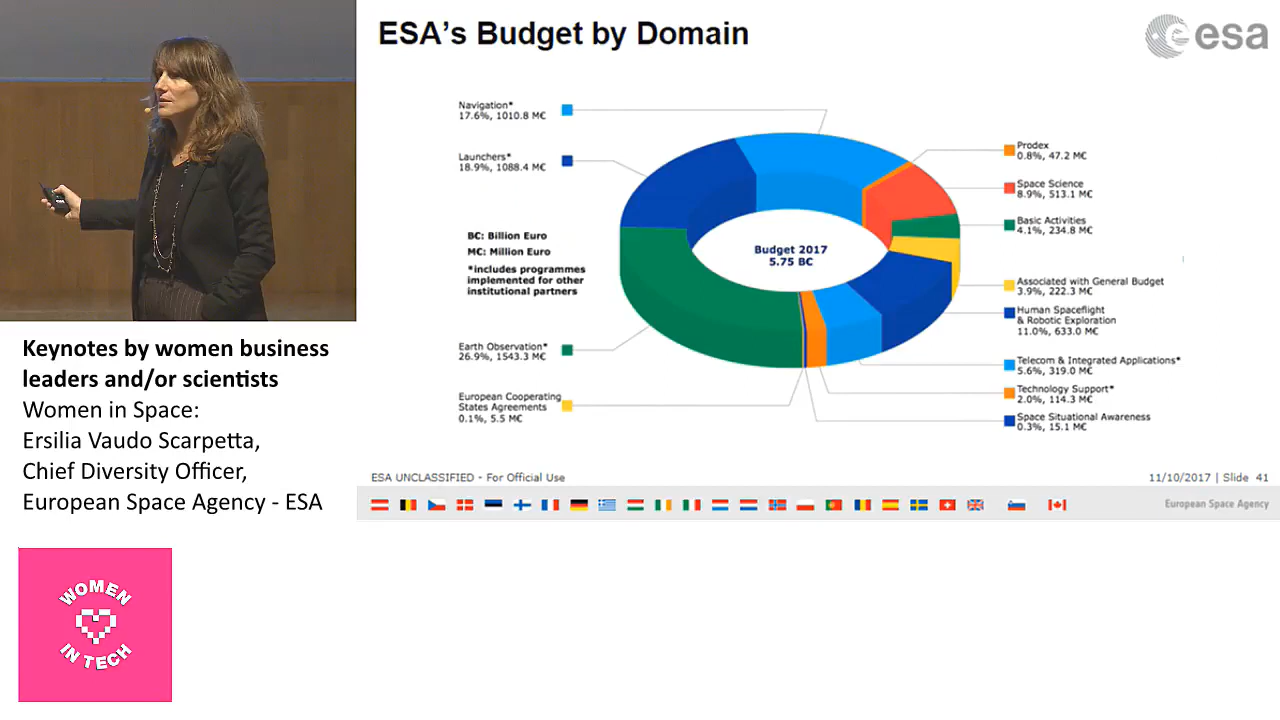 ESA's Budget by Domain
esa
Navigation*
17.6%, 1010.8 M€
Launchers*
18.9%, 1088.4 M€
BC: Billion Euro
MC: Million Euro
*includes programmes
implemented for other
institutional partners
Earth Observation*
26.9%, 1543.3 M€
European Cooperating
States Agreements
0.1%, 5.5 M€
Budget 2017
5.75 BC
Prodex
0.8%, 47.2 M€
Space Science
8.9%, 513.1 M€
Basic Activities
4.1%, 234.8 M€
Associated with General Budget
3.9%, 222.3 M€
Human Spaceflight
& Robotic Exploration
11.0%, 633.0 M€
Telecom & Integrated Applications*
5.6%, 319.0 M€
Technology Support*
2.0%, 114.3 M€
Space Situational Awareness
0.3%, 15.1 M€
ESA UNCLASSIFIED - For Official Use
11/10/2017 | Slide 41
European Space Agency
Keynotes by women business
leaders and/or scientists
Women in Space:
Ersilia Vaudo Scarpetta,
Chief Diversity Officer,
European Space Agency - ESA
WOMEN
IN TECH